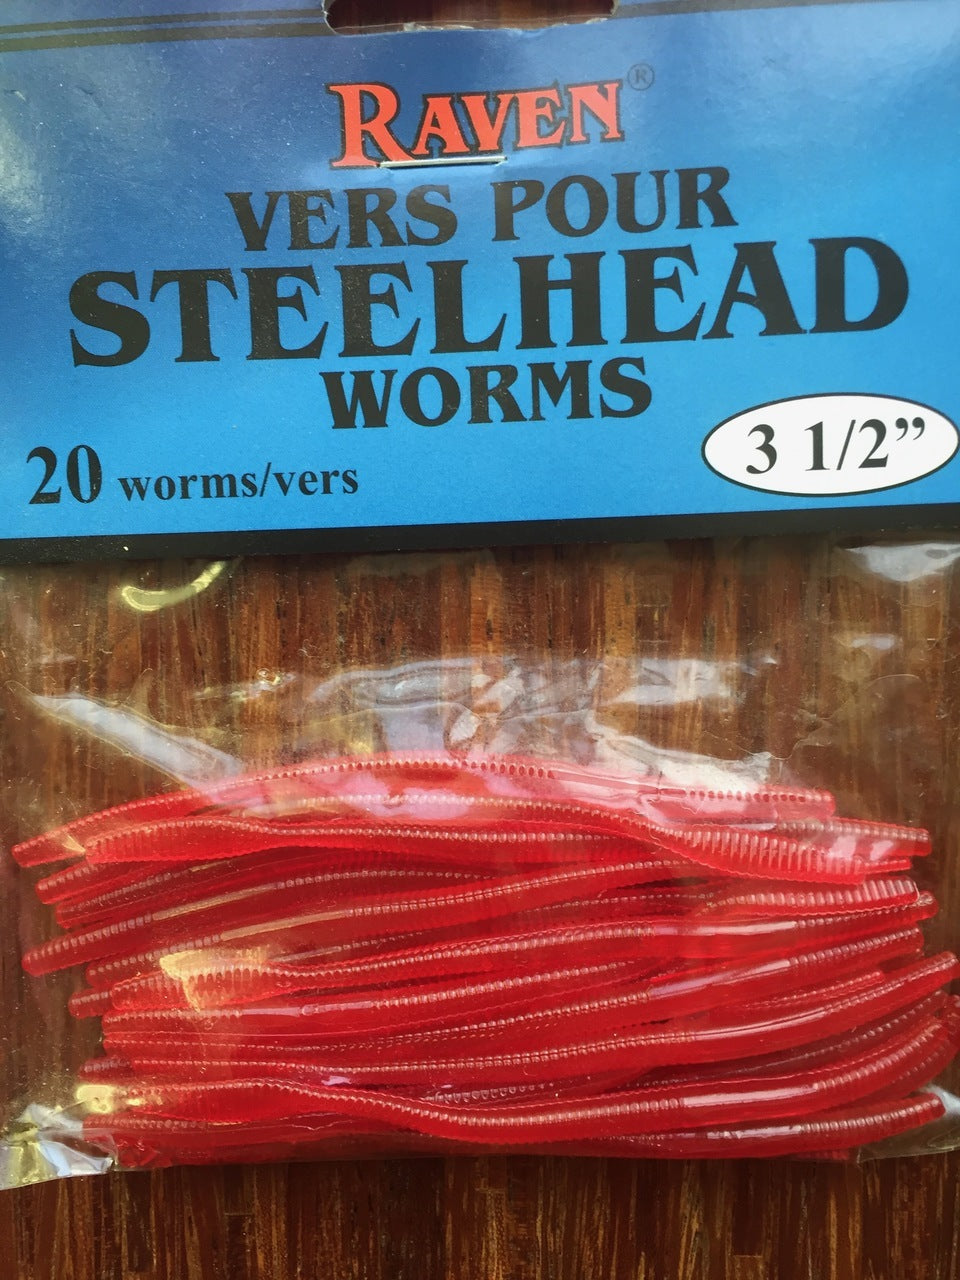 RAVEN®
VERS POUR
STEELHEAD
WORMS
20 worms/vers
3 1/2”